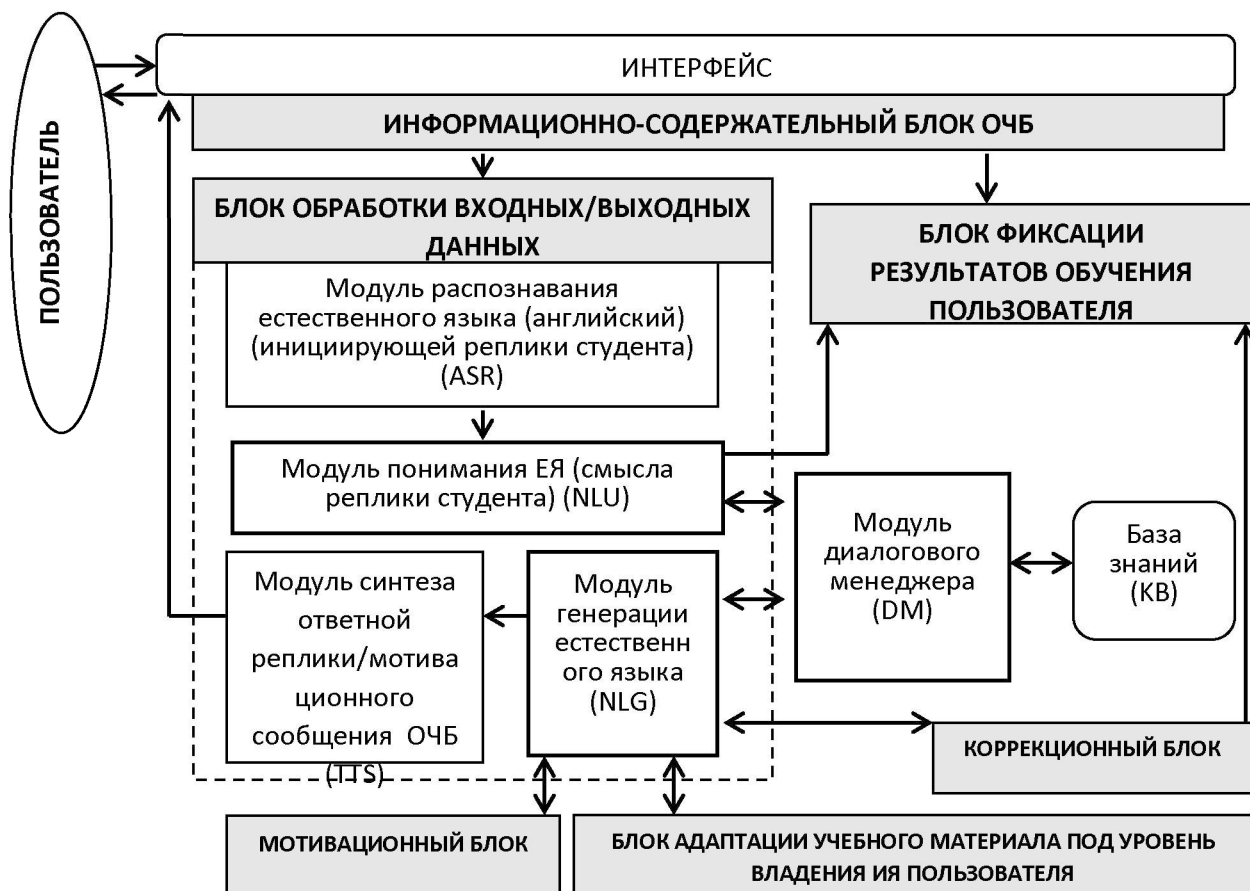 ПОЛЬЗОВАТЕЛЬ
ИНТЕРФЕЙС
ИНФОРМАЦИОННО-СОДЕРЖАТЕЛЬНЫЙ БЛОК ОЧБ
БЛОК ОБРАБОТКИ ВХОДНЫХ/ВЫХОДНЫХ
ДАННЫХ
Модуль распознавания
естественного языка (английский)
(инициирующей реплики студента)
(ASR)
Модуль понимания ЕЯ (смысла
реплики студента) (NLU)
Модуль синтеза
ответной
реплики/мотива
ционного
сообщения ОЧБ
(TTS)
Модуль
генерации
естественн
ого языка
(NLG)
БЛОК ФИКСАЦИИ
РЕЗУЛЬТАТОВ ОБУЧЕНИЯ
ПОЛЬЗОВАТЕЛЯ
Модуль
диалогового
менеджера
(DM)
База
знаний
(KB)
КОРРЕКЦИОННЫЙ БЛОК
МОТИВАЦИОННЫЙ БЛОК
БЛОК АДАПТАЦИИ УЧЕБНОГО МАТЕРИАЛА ПОД УРОВЕНЬ
ВЛАДЕНИЯ ИЯ ПОЛЬЗОВАТЕЛЯ